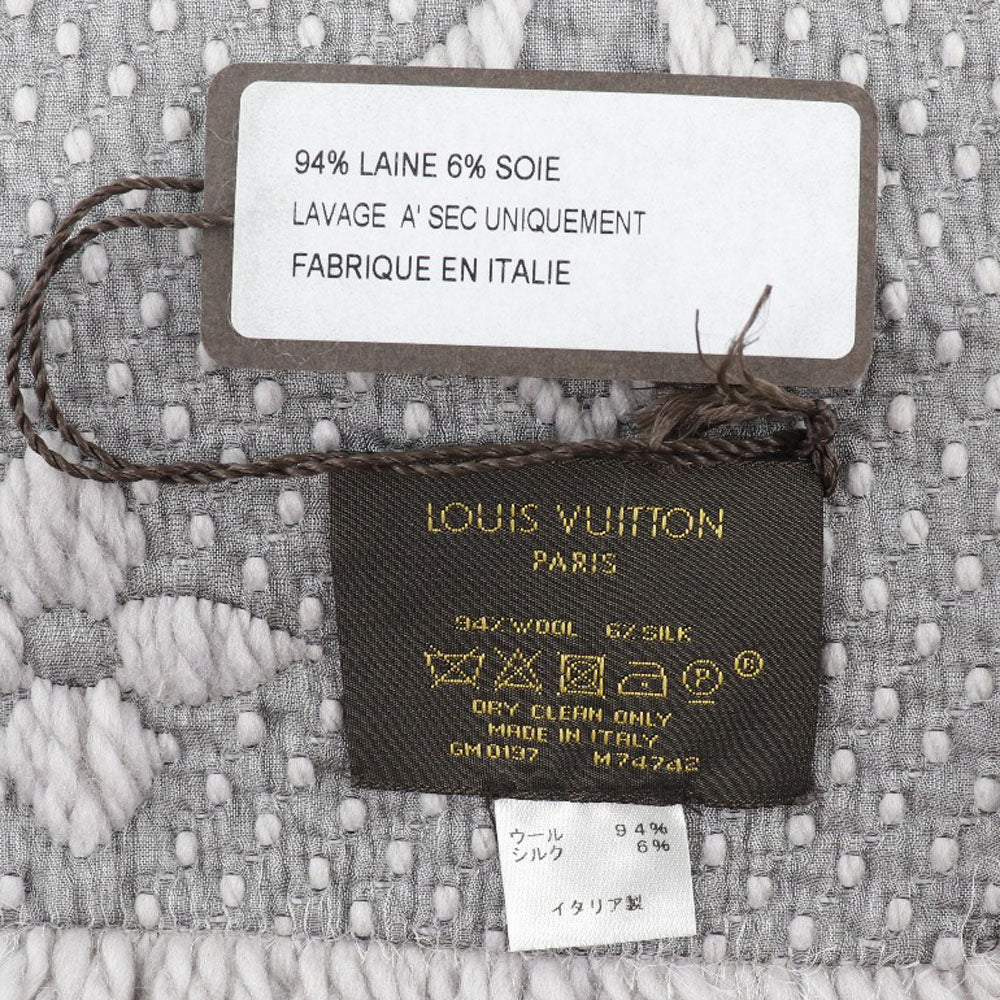 94% LAINE 6% SOIE
LAVAGE A' SEC UNIQUEMENT
FABRIQUE EN ITALIE
LOUIS VUITTON
PARIS
94% WOOL 6% SILK
P ®
DRY CLEAN ONLY
MADE IN ITALY
GM0197 M74742
ウール 94%
シルク 6%
イタリア製